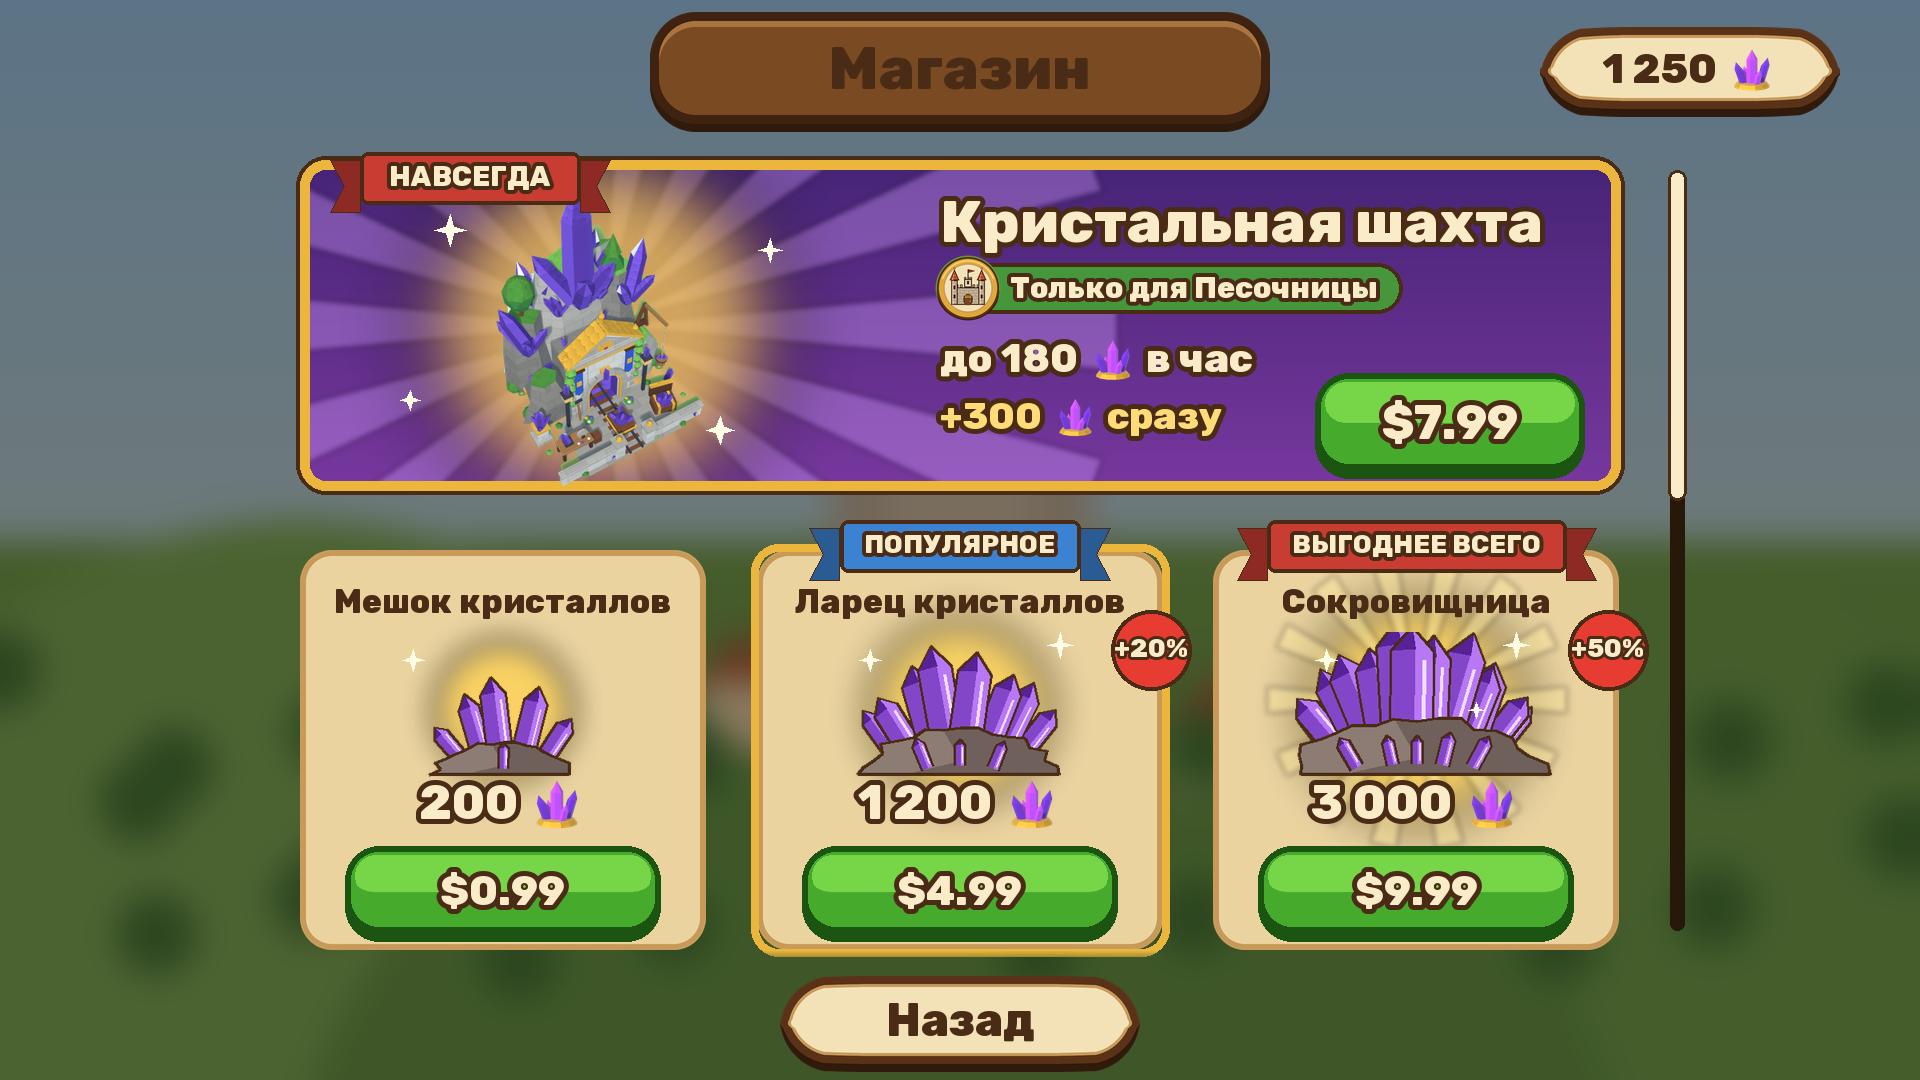 Магазин
1 250
НАВСЕГДА
Кристальная шахта
Только для Песочницы
до 180 в час
+300 сразу
$7.99
ПОПУЛЯРНОЕ
ВЫГОДНЕЕ ВСЕГО
Мешок кристаллов
Ларец кристаллов
Сокровищница
+20%
+50%
200
1 200
3 000
$0.99
$4.99
$9.99
Назад